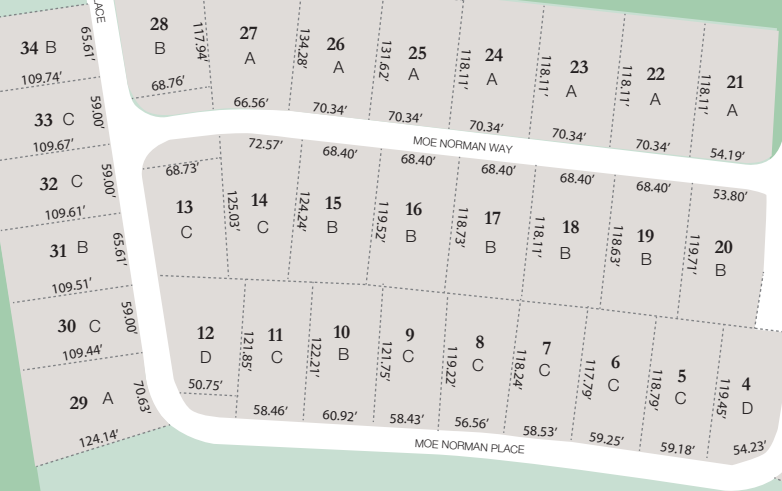 LACE
34 B
65.61'
109.74'
33 C
59.00'
109.67'
32 C
59.00'
109.61'
31 B
65.61'
109.51'
30 C
59.00'
109.44'
29 A
70.63'
124.14'
28
B
117.94'
68.76'
27
A
134.28'
66.56'
26
A
131.62'
70.34'
25
A
118.11'
70.34'
24
A
118.11'
70.34'
23
A
118.11'
70.34'
22
A
118.11'
70.34'
21
A
54.19'
MOE NORMAN WAY
68.73'
13
C
125.03'
72.57'
14
C
124.24'
68.40'
15
B
119.52'
68.40'
16
B
118.73'
68.40'
17
B
118.11'
68.40'
18
B
118.63'
68.40'
19
B
119.71'
53.80'
20
B
12
D
50.75'
121.85'
11
C
58.46'
122.21'
10
B
60.92'
121.75'
9
C
58.43'
119.22'
8
C
56.56'
118.24'
7
C
58.53'
117.79'
6
C
59.25'
118.79'
5
C
59.18'
119.45'
4
D
54.23'
MOE NORMAN PLACE